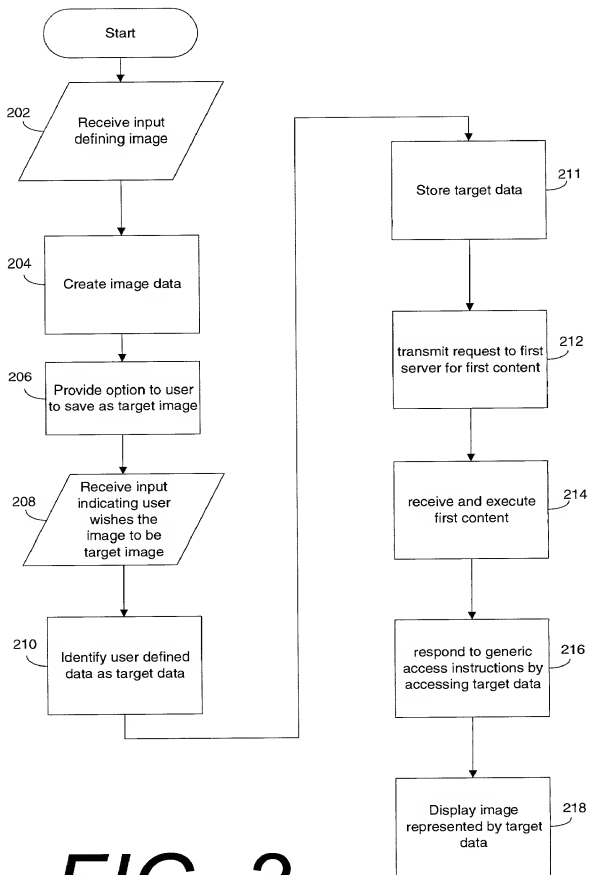 Start
202
Receive input
defining image
204
Create image data
206
Provide option to user
to save as target image
208
Receive input
indicating user
wishes the
image to be
target image
210
Identify user defined
data as target data
211
Store target data
212
transmit request to first
server for first content
214
receive and execute
first content
216
respond to generic
access instructions by
accessing target data
218
Display image
represented by target
data